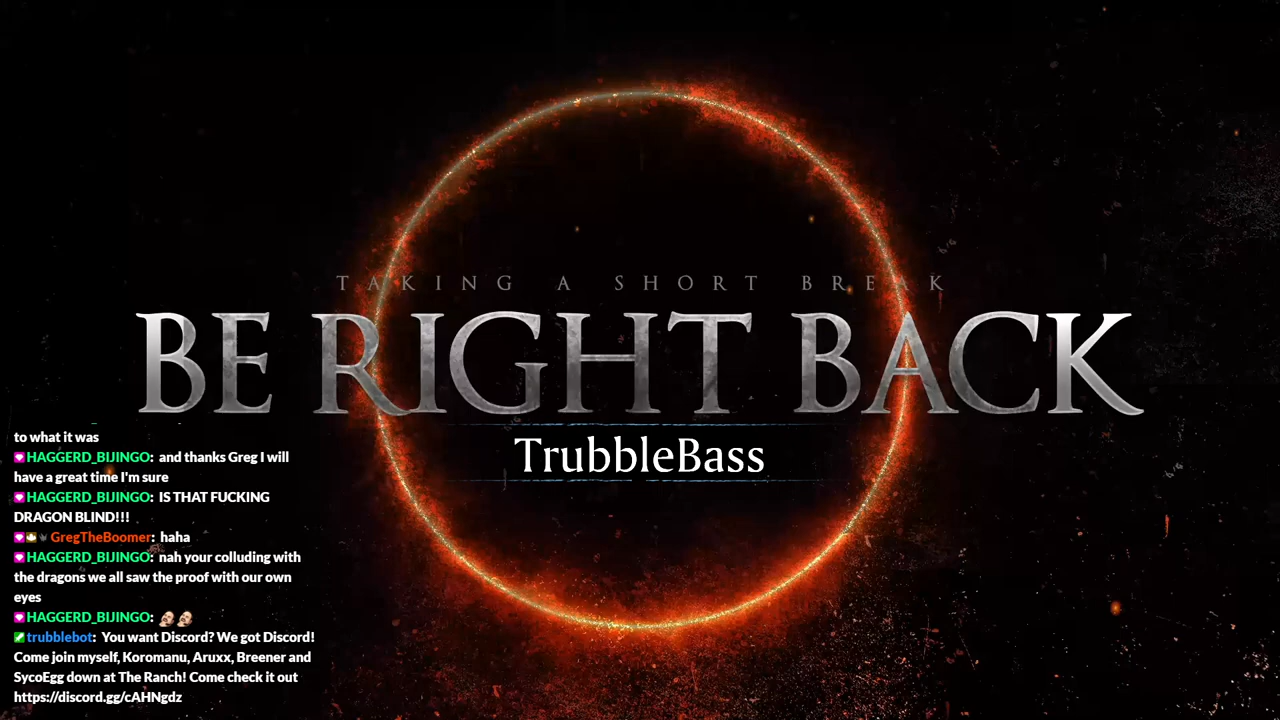 TAKING A SHORT BREAK
BE RIGHT BACK
TrubbleBass
to what it was
HAGGERD_BIJINGO: and thanks Greg I will
have a great time I'm sure
HAGGERD_BIJINGO: IS THAT FUCKING
DRAGON BLIND!!!
GregTheBoomer: haha
HAGGERD_BIJINGO: nah your colluding with
the dragons we all saw the proof with our own
eyes
HAGGERD_BIJINGO:
trubblebot: You want Discord? We got Discord!
Come join myself, Koromanu, Aruxx, Breener and
SycoEgg down at The Ranch! Come check it out
https://discord.gg/cAHNgdz